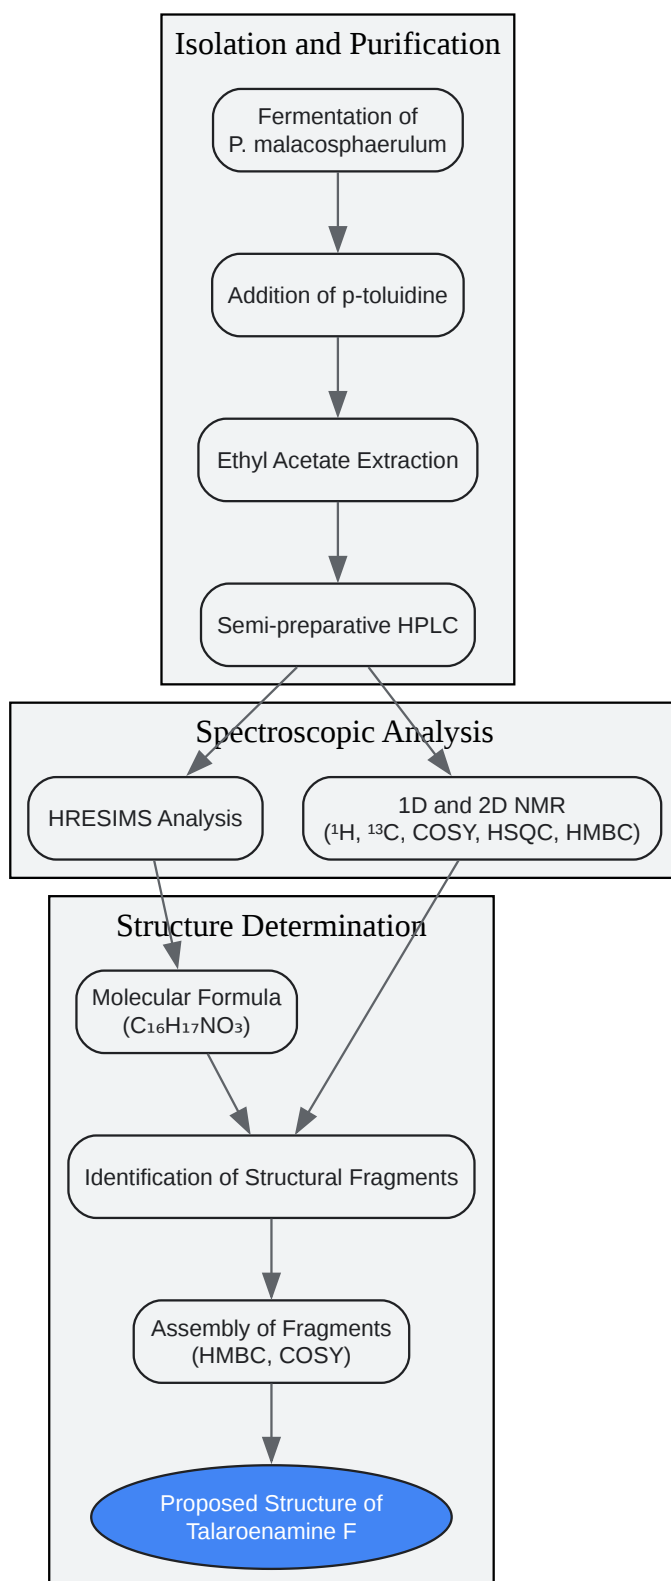 Isolation and Purification
Fermentation of
P. malacosphaerulum
Addition of p-toluidine
Ethyl Acetate Extraction
Semi-preparative HPLC
Spectroscopic Analysis
HRESIMS Analysis
1D and 2D NMR
(¹H, ¹³C, COSY, HSQC, HMBC)
Structure Determination
Molecular Formula
(C₁₆H₁₇NO₃)
Identification of Structural Fragments
Assembly of Fragments
(HMBC, COSY)
Proposed Structure of
Talaroenamine F